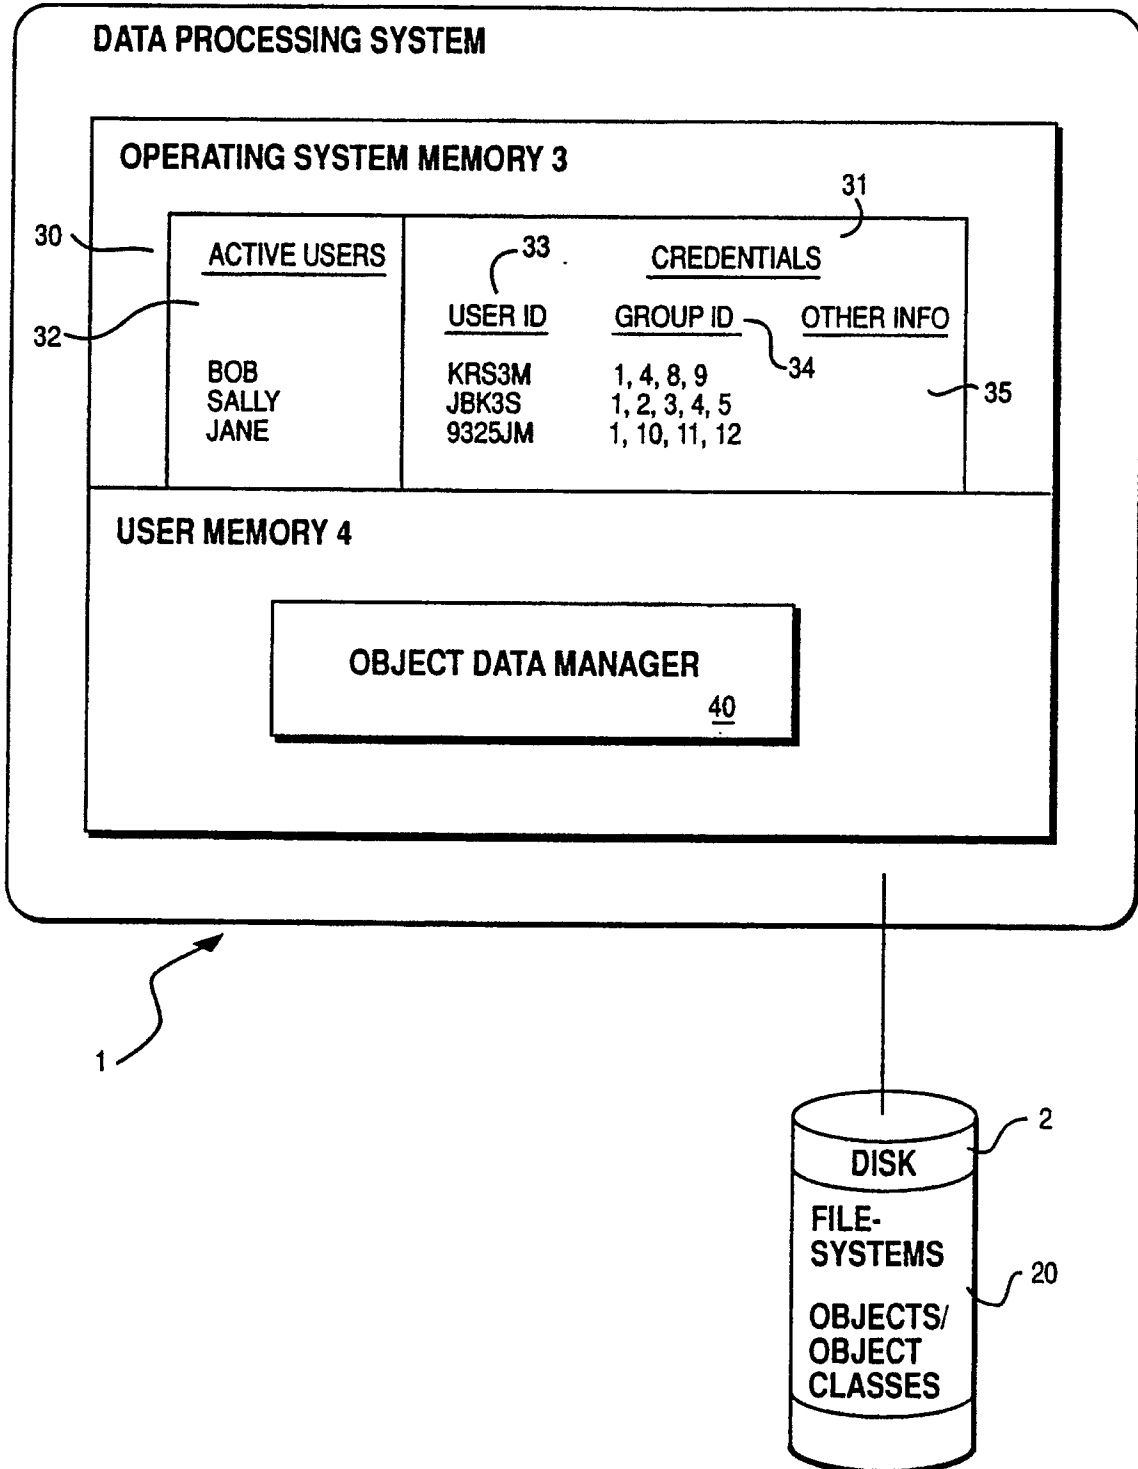 DATA PROCESSING SYSTEM
OPERATING SYSTEM MEMORY 3
31
30
ACTIVE USERS
33
CREDENTIALS
32
USER ID
GROUP ID
OTHER INFO
34
35
BOB
KRS3M
1, 4, 8, 9
SALLY
JBK3S
1, 2, 3, 4, 5
JANE
9325JM
1, 10, 11, 12
USER MEMORY 4
OBJECT DATA MANAGER
40
1
2
DISK
FILE-
SYSTEMS
20
OBJECTS/
OBJECT
CLASSES